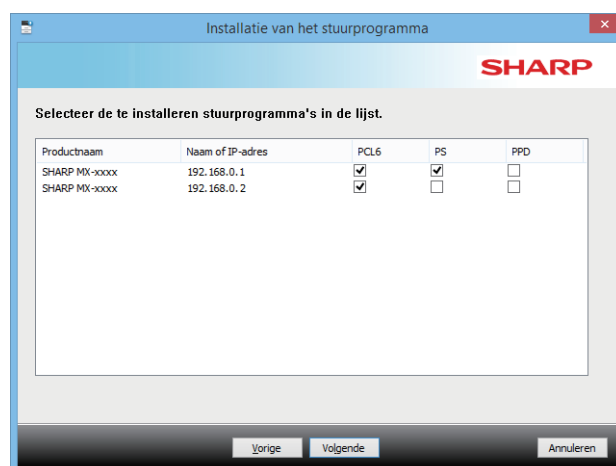 Installatie van het stuurprogramma
SHARP
Selecteer de te installeren stuurprogramma's in de lijst.
Productnaam Naam of IP-adres PCL6 PS PPD
SHARP MX-xxxx 192.168.0.1
SHARP MX-xxxx 192.168.0.2
Vorige Volgende Annuleren